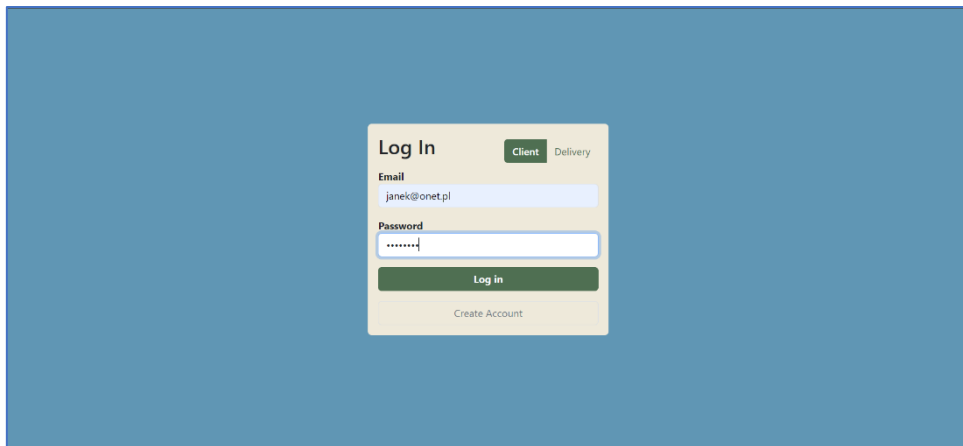 Log In
Client Delivery
Email
janek@onet.pl
Password
••••••••
Log in
Create Account